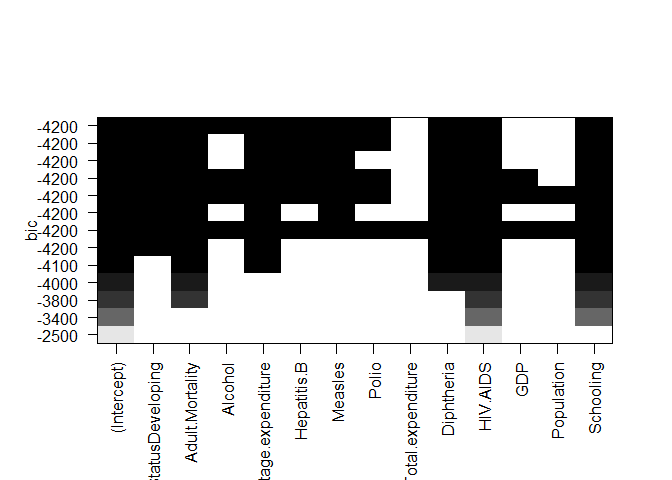 -4200
-4200
-4200
-4200
-4200
-4200
-4200
-4200
-4100
-4000
-3800
-3400
-2500
bic
(Intercept)
StatusDeveloping
Adult.Mortality
Alcohol
tage.expenditure
Hepatitis.B
Measles
Polio
Total.expenditure
Diphtheria
HIV.AIDS
GDP
Population
Schooling